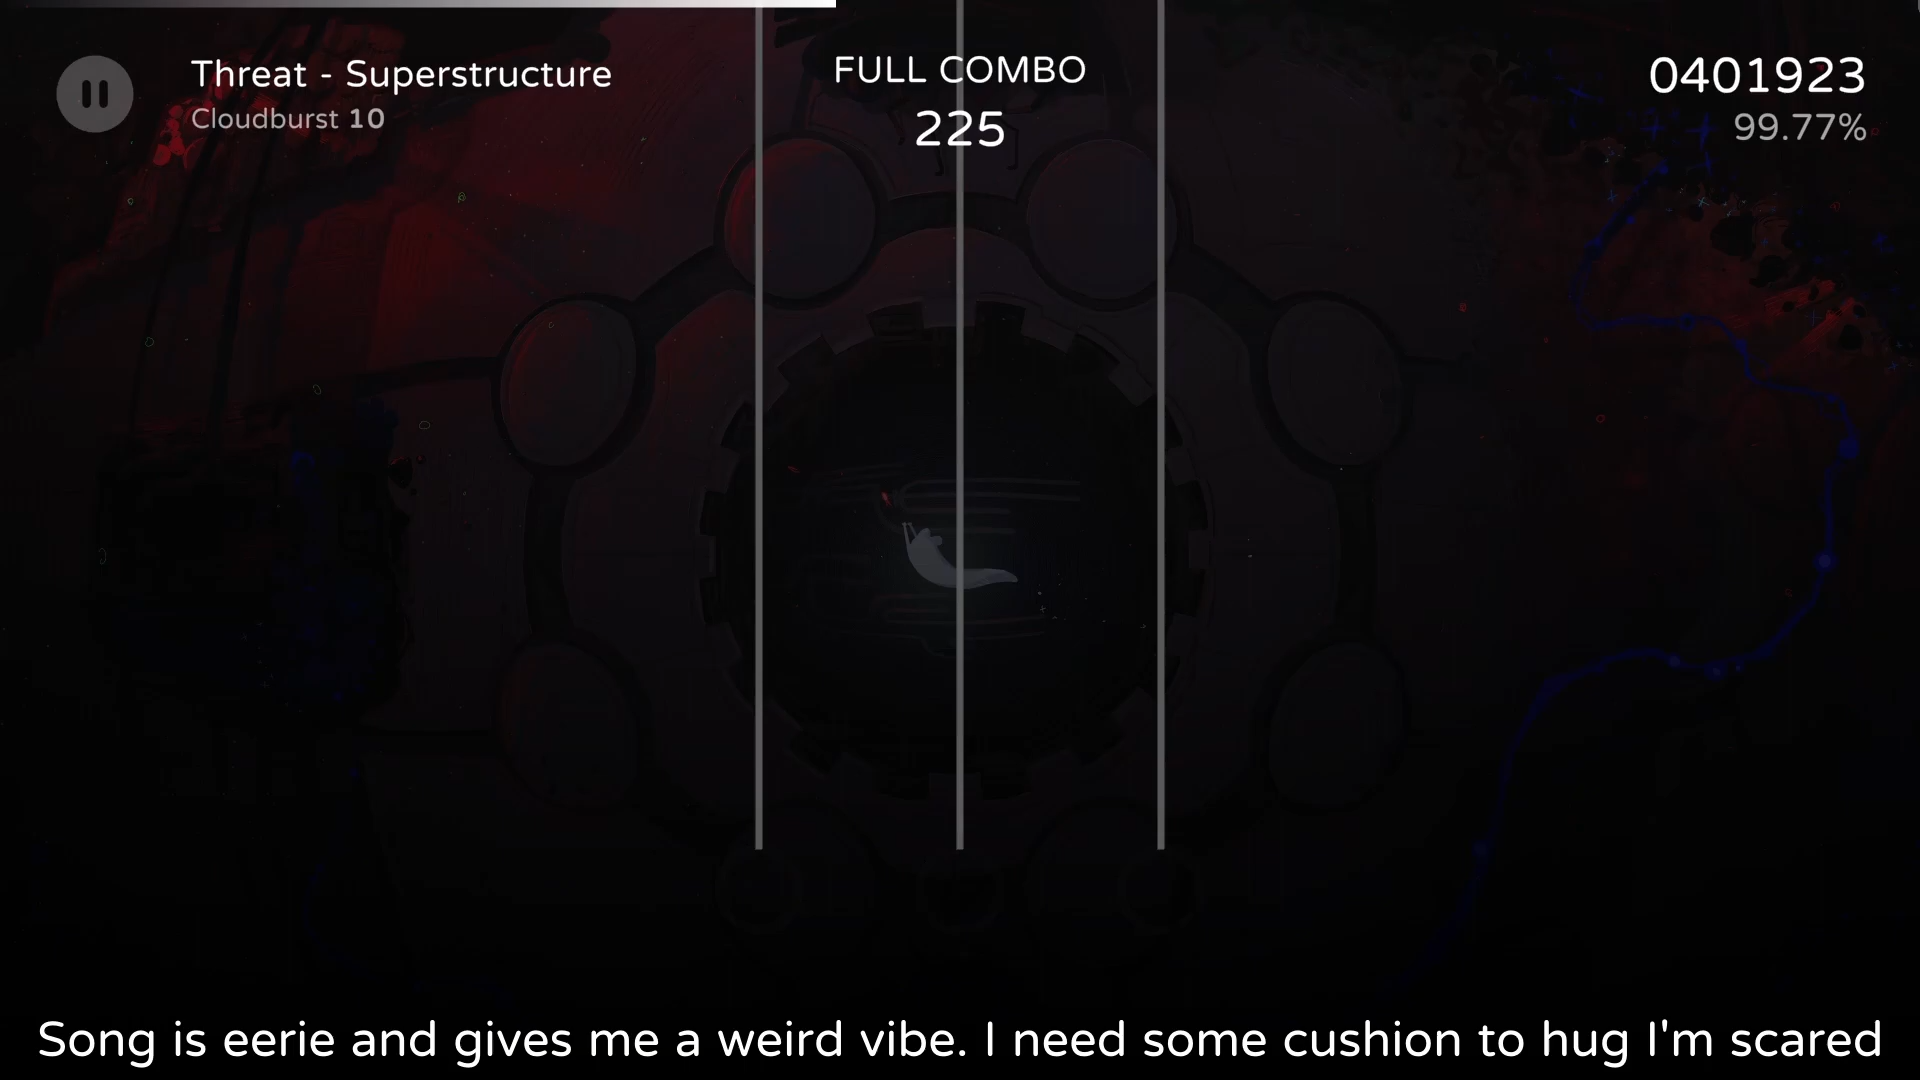 Threat - Superstructure
Cloudburst 10
FULL COMBO
225
0401923
99.77%
Song is eerie and gives me a weird vibe. I need some cushion to hug I'm scared